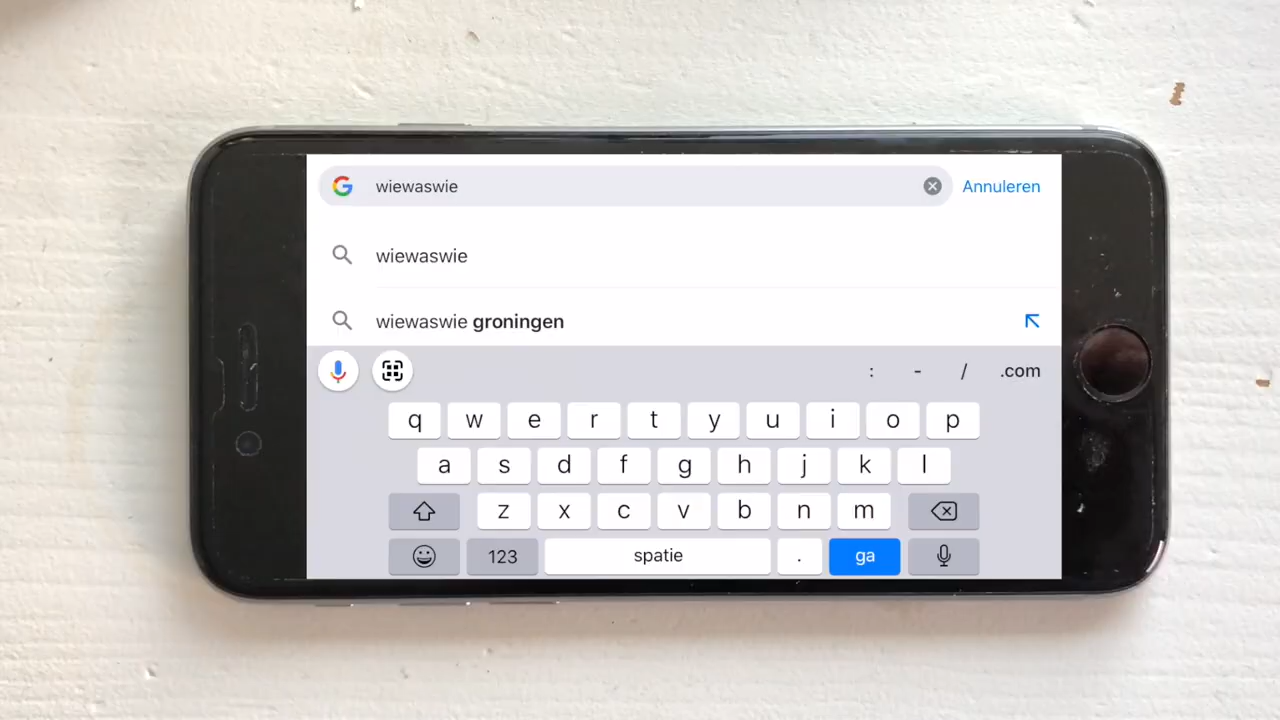 wiewaswie Annuleren
wiewaswie
wiewaswie groningen
: - / .com
q w e r t y u i o p
a s d f g h j k l
z x c v b n m
123 spatie . ga